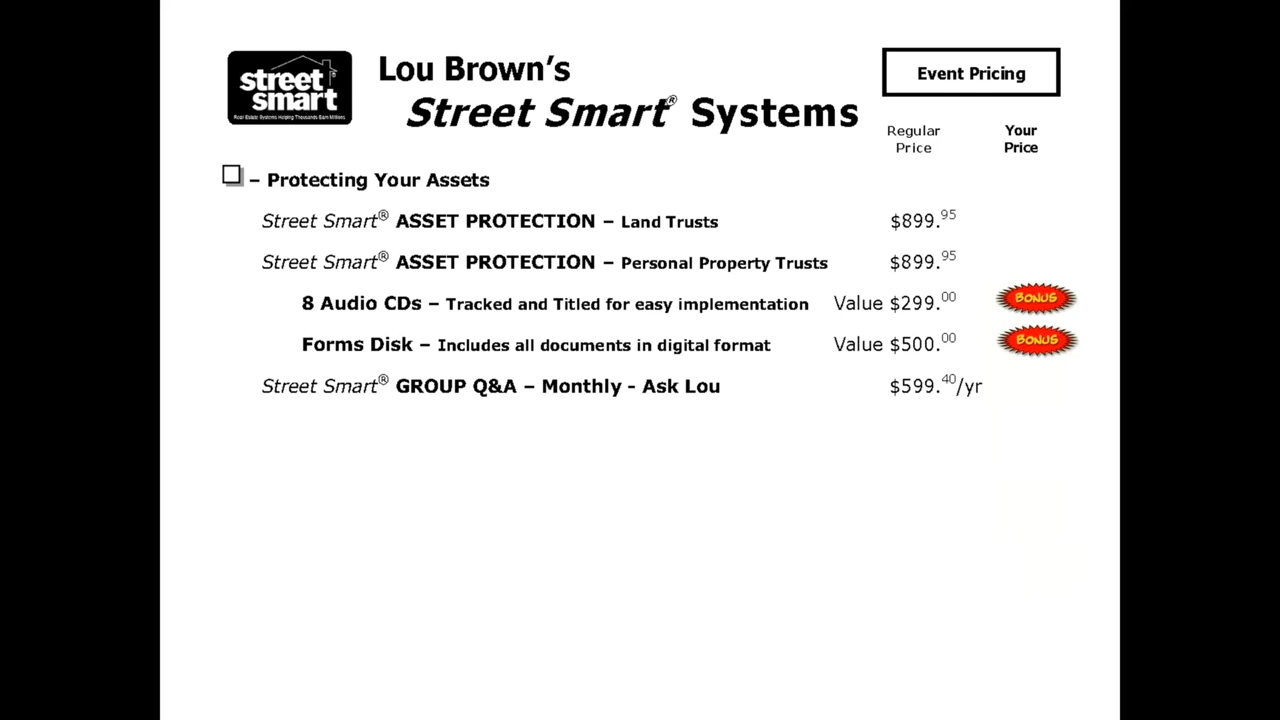 street
smart
Real Estate Systems Helping Thousands Earn Millions
Lou Brown's
Street Smart® Systems
Event Pricing
Regular
Price
Your
Price
– Protecting Your Assets
Street Smart® ASSET PROTECTION – Land Trusts $899.95
Street Smart® ASSET PROTECTION – Personal Property Trusts $899.95
8 Audio CDs – Tracked and Titled for easy implementation Value $299.00 BONUS
Forms Disk – Includes all documents in digital format Value $500.00 BONUS
Street Smart® GROUP Q&A – Monthly - Ask Lou $599.40/yr